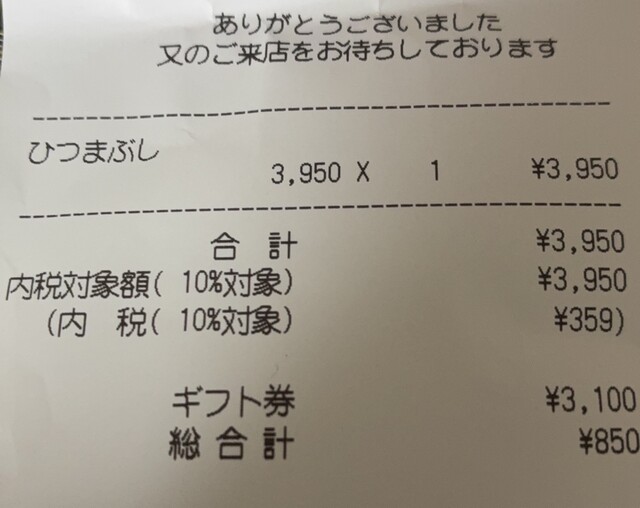 ありがとうございました
又のご来店をお待ちしております
ひつまぶし
3,950 X 1 ¥3,950
合 計 ¥3,950
内税対象額( 10%対象) ¥3,950
(内 税( 10%対象) ¥359)
ギフト券 ¥3,100
総 合 計 ¥850